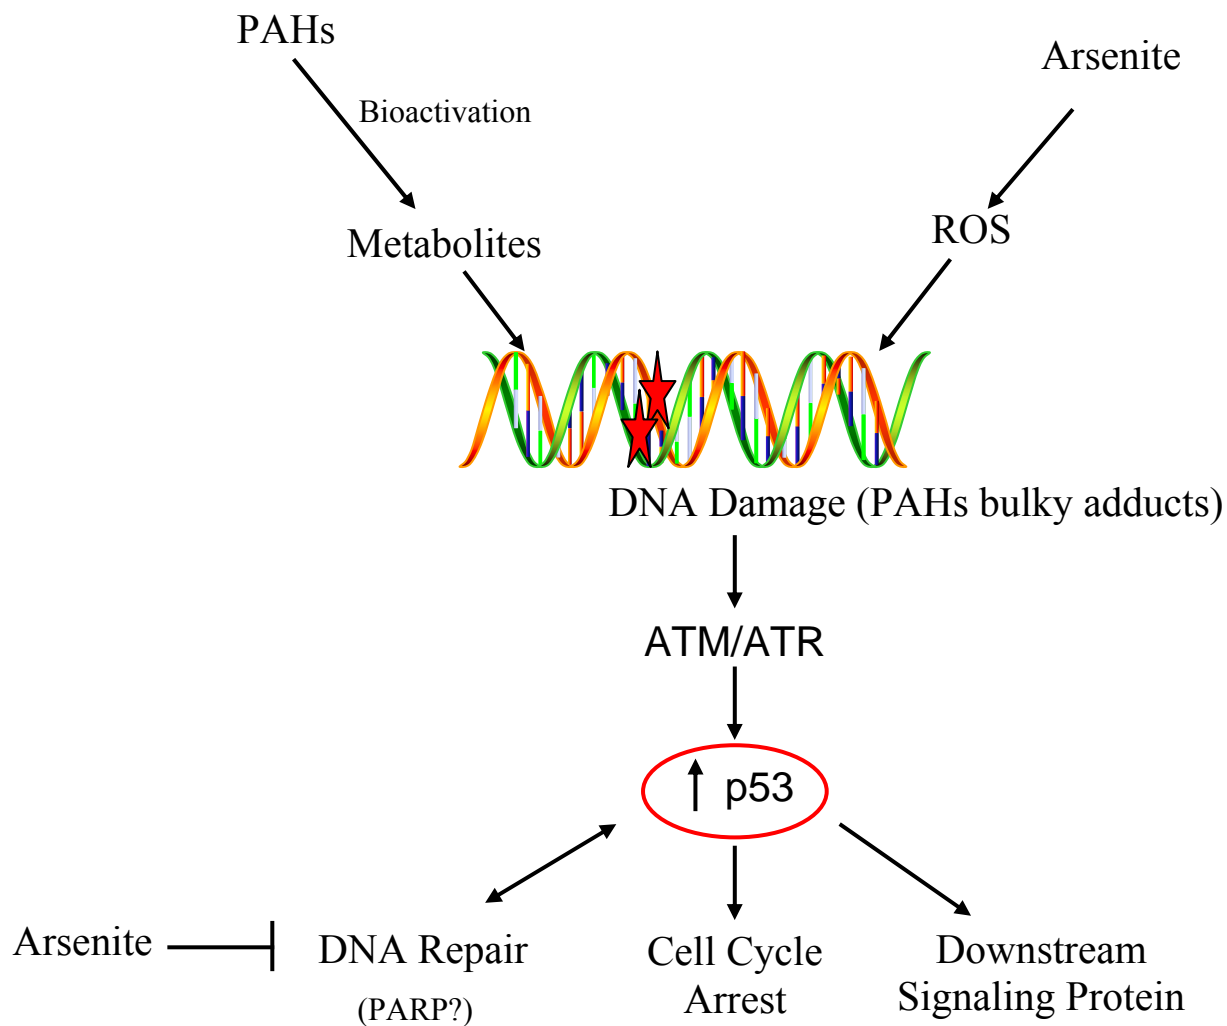 PAHs
Arsenite
Bioactivation
Metabolites
ROS
DNA Damage (PAHs bulky adducts)
ATM/ATR
p53
Arsenite
DNA Repair
(PARP?)
Cell Cycle
Arrest
Downstream
Signaling Protein